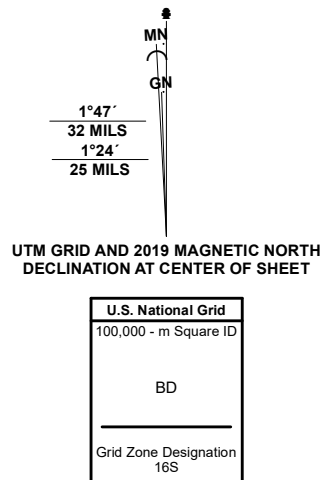 MN
GN
1°47´
32 MILS
1°24´
25 MILS
UTM GRID AND 2019 MAGNETIC NORTH
DECLINATION AT CENTER OF SHEET
U.S. National Grid
100,000 - m Square ID
BD
Grid Zone Designation
16S